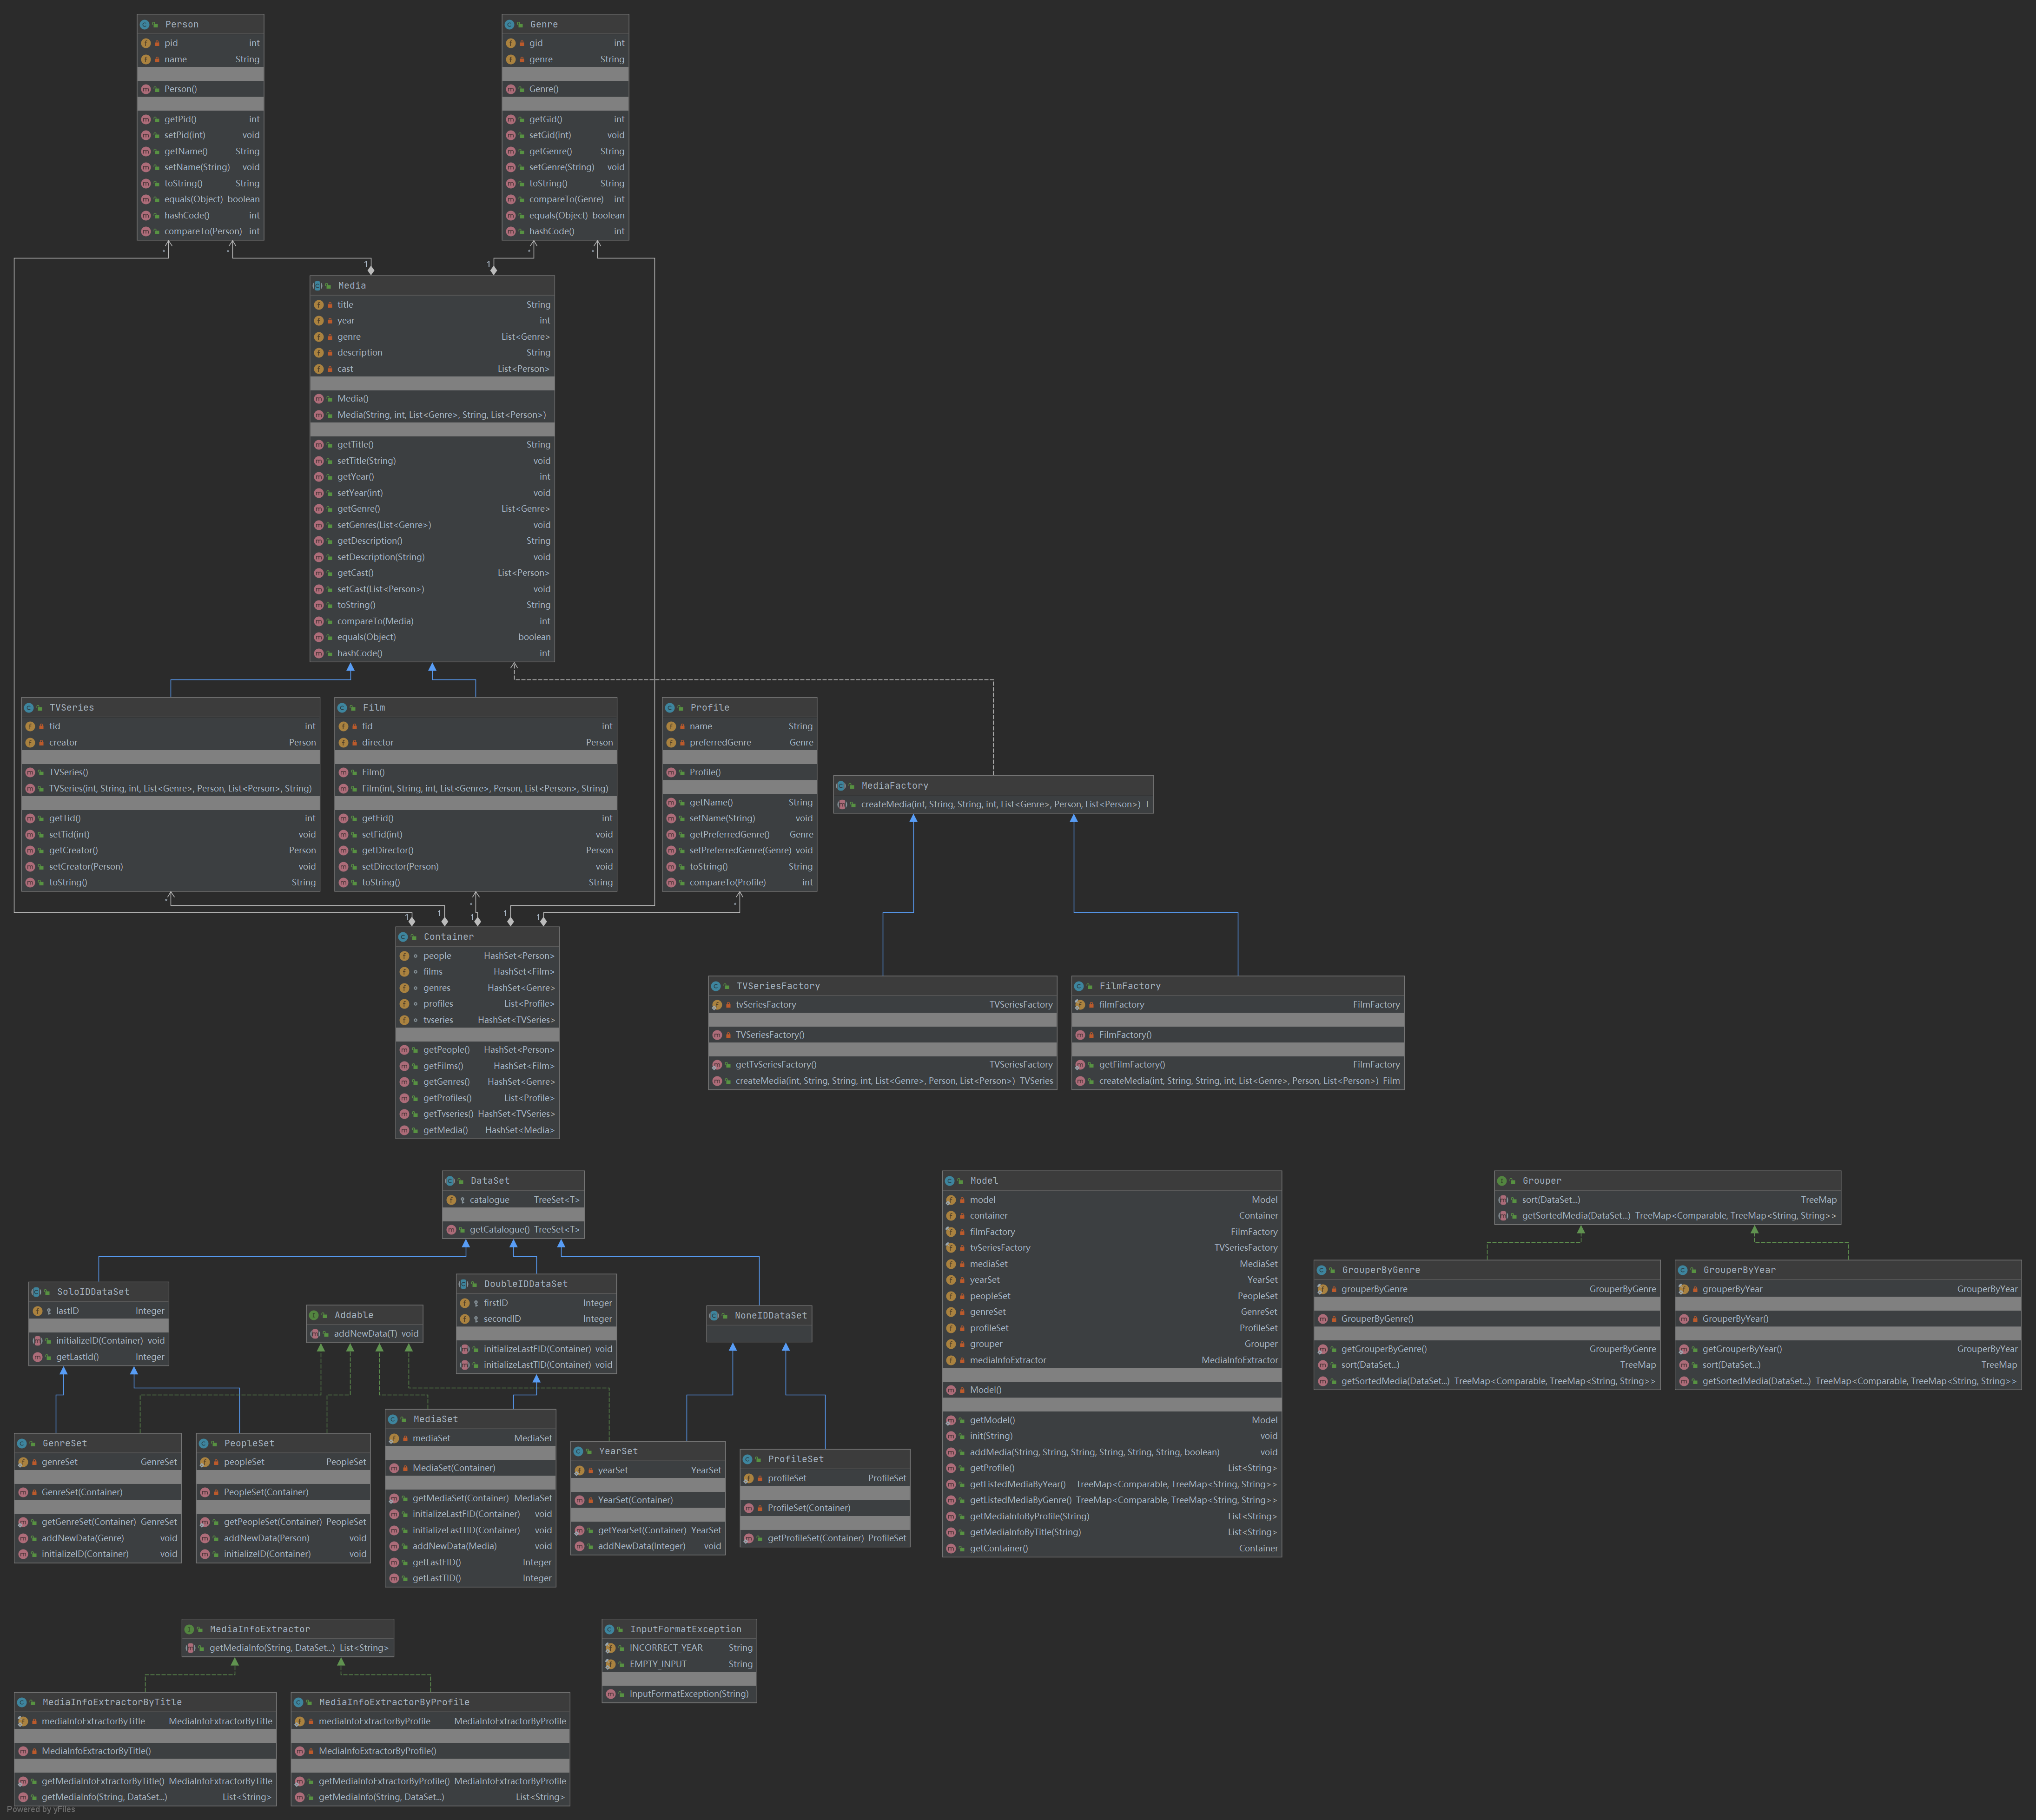 Person
pid int
name String
Person()
getPid() int
setPid(int) void
getName() String
setName(String) void
toString() String
equals(Object) boolean
hashCode() int
compareTo(Person) int
Genre
gid int
genre String
Genre()
getGid() int
setGid(int) void
getGenre() String
setGenre(String) void
toString() String
compareTo(Genre) int
equals(Object) boolean
hashCode() int
* * * *
1 1
Media
title String
year int
genre List<Genre>
description String
cast List<Person>
Media()
Media(String, int, List<Genre>, String, List<Person>)
getTitle() String
setTitle(String) void
getYear() int
setYear(int) void
getGenre() List<Genre>
setGenres(List<Genre>) void
getDescription() String
setDescription(String) void
getCast() List<Person>
setCast(List<Person>) void
toString() String
compareTo(Media) int
equals(Object) boolean
hashCode() int
TVSeries
tid int
creator Person
TVSeries()
TVSeries(int, String, int, List<Genre>, Person, List<Person>, String)
getTid() int
setTid(int) void
getCreator() Person
setCreator(Person) void
toString() String
Film
fid int
director Person
Film()
Film(int, String, int, List<Genre>, Person, List<Person>, String)
getFid() int
setFid(int) void
getDirector() Person
setDirector(Person) void
toString() String
Profile
name String
preferredGenre Genre
Profile()
getName() String
setName(String) void
getPreferredGenre() Genre
setPreferredGenre(Genre) void
toString() String
compareTo(Profile) int
MediaFactory
createMedia(int, String, String, int, List<Genre>, Person, List<Person>) T
* * *
1 1 1 1 1
Container
people HashSet<Person>
films HashSet<Film>
genres HashSet<Genre>
profiles List<Profile>
tvseries HashSet<TVSeries>
getPeople() HashSet<Person>
getFilms() HashSet<Film>
getGenres() HashSet<Genre>
getProfiles() List<Profile>
getTvseries() HashSet<TVSeries>
getMedia() HashSet<Media>
TVSeriesFactory
tvSeriesFactory TVSeriesFactory
TVSeriesFactory()
getTvSeriesFactory() TVSeriesFactory
createMedia(int, String, String, int, List<Genre>, Person, List<Person>) TVSeries
FilmFactory
filmFactory FilmFactory
FilmFactory()
getFilmFactory() FilmFactory
createMedia(int, String, String, int, List<Genre>, Person, List<Person>) Film
DataSet
catalogue TreeSet<T>
getCatalogue() TreeSet<T>
SoloIDDataSet
lastID Integer
initializeID(Container) void
getLastId() Integer
Addable
addNewData(T) void
DoubleIDDataSet
firstID Integer
secondID Integer
initializeLastFID(Container) void
initializeLastTID(Container) void
NoneIDDataSet
GenreSet
genreSet GenreSet
GenreSet(Container)
getGenreSet(Container) GenreSet
addNewData(Genre) void
initializeID(Container) void
PeopleSet
peopleSet PeopleSet
PeopleSet(Container)
getPeopleSet(Container) PeopleSet
addNewData(Person) void
initializeID(Container) void
MediaSet
mediaSet MediaSet
MediaSet(Container)
getMediaSet(Container) MediaSet
initializeLastFID(Container) void
initializeLastTID(Container) void
addNewData(Media) void
getLastFID() Integer
getLastTID() Integer
YearSet
yearSet YearSet
YearSet(Container)
getYearSet(Container) YearSet
addNewData(Integer) void
ProfileSet
profileSet ProfileSet
ProfileSet(Container)
getProfileSet(Container) ProfileSet
Model
model Model
container Container
filmFactory FilmFactory
tvSeriesFactory TVSeriesFactory
mediaSet MediaSet
yearSet YearSet
peopleSet PeopleSet
genreSet GenreSet
profileSet ProfileSet
grouper Grouper
mediaInfoExtractor MediaInfoExtractor
Model()
getModel() Model
init(String) void
addMedia(String, String, String, String, String, String, boolean) void
getProfile() List<String>
getListedMediaByYear() TreeMap<Comparable, TreeMap<String, String>>
getListedMediaByGenre() TreeMap<Comparable, TreeMap<String, String>>
getMediaInfoByProfile(String) List<String>
getMediaInfoByTitle(String) List<String>
getContainer() Container
Grouper
sort(DataSet...) TreeMap
getSortedMedia(DataSet...) TreeMap<Comparable, TreeMap<String, String>>
GrouperByGenre
grouperByGenre GrouperByGenre
GrouperByGenre()
getGrouperByGenre() GrouperByGenre
sort(DataSet...) TreeMap
getSortedMedia(DataSet...) TreeMap<Comparable, TreeMap<String, String>>
GrouperByYear
grouperByYear GrouperByYear
GrouperByYear()
getGrouperByYear() GrouperByYear
sort(DataSet...) TreeMap
getSortedMedia(DataSet...) TreeMap<Comparable, TreeMap<String, String>>
MediaInfoExtractor
getMediaInfo(String, DataSet...) List<String>
MediaInfoExtractorByTitle
mediaInfoExtractorByTitle MediaInfoExtractorByTitle
MediaInfoExtractorByTitle()
getMediaInfoExtractorByTitle() MediaInfoExtractorByTitle
getMediaInfo(String, DataSet...) List<String>
MediaInfoExtractorByProfile
mediaInfoExtractorByProfile MediaInfoExtractorByProfile
MediaInfoExtractorByProfile()
getMediaInfoExtractorByProfile() MediaInfoExtractorByProfile
getMediaInfo(String, DataSet...) List<String>
InputFormatException
INCORRECT_YEAR String
EMPTY_INPUT String
InputFormatException(String)
Powered by yFiles